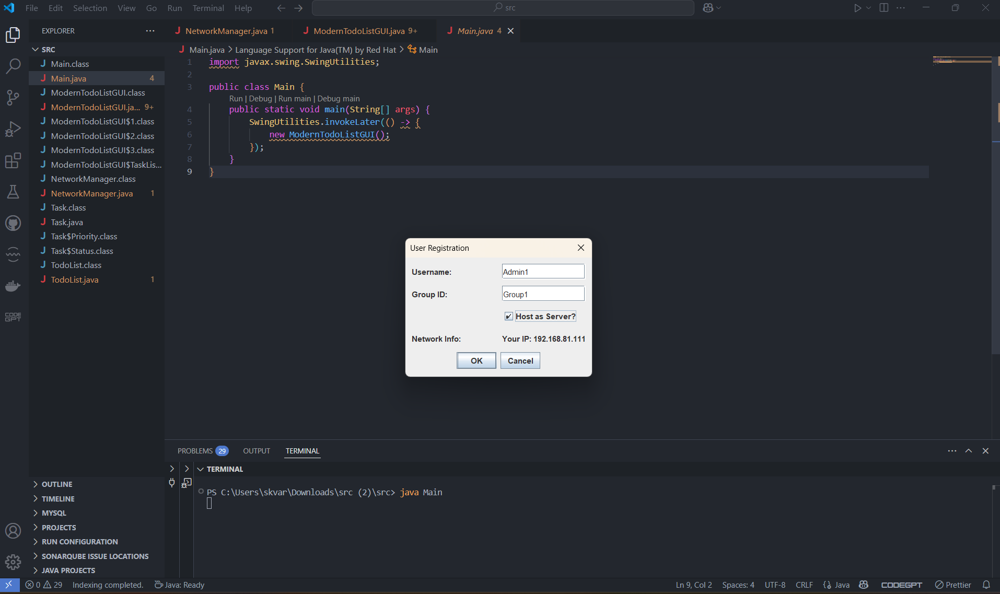 File Edit Selection View Go Run Terminal Help
src
EXPLORER
NetworkManager.java 1
ModernTodoListGUI.java 9+
Main.java 4
SRC
Main.class
Main.java 4
ModernTodoListGUI.class
ModernTodoListGUI.ja... 9+
ModernTodoListGUI$1.class
ModernTodoListGUI$2.class
ModernTodoListGUI$3.class
ModernTodoListGUI$TaskLis...
NetworkManager.class
NetworkManager.java 1
Task.class
Task.java
Task$Priority.class
Task$Status.class
TodoList.class
TodoList.java 1
OUTLINE
TIMELINE
MYSQL
PROJECTS
RUN CONFIGURATION
SONARQUBE ISSUE LOCATIONS
JAVA PROJECTS
CODE
GPT
Main.java > Language Support for Java(TM) by Red Hat > Main
1 import javax.swing.SwingUtilities;
2
3 public class Main {
Run | Debug | Run main | Debug main
4 public static void main(String[] args) {
5 SwingUtilities.invokeLater(() -> {
6 new ModernTodoListGUI();
7 });
8 }
9 }
User Registration
Username: Admin1
Group ID: Group1
Host as Server?
Network Info: Your IP: 192.168.81.111
OK Cancel
PROBLEMS 29 OUTPUT TERMINAL
TERMINAL
PS C:\Users\skvar\Downloads\src (2)\src> java Main
0 29 Indexing completed. Java: Ready
Ln 9, Col 2 Spaces: 4 UTF-8 CRLF {} Java CODEGPT Prettier